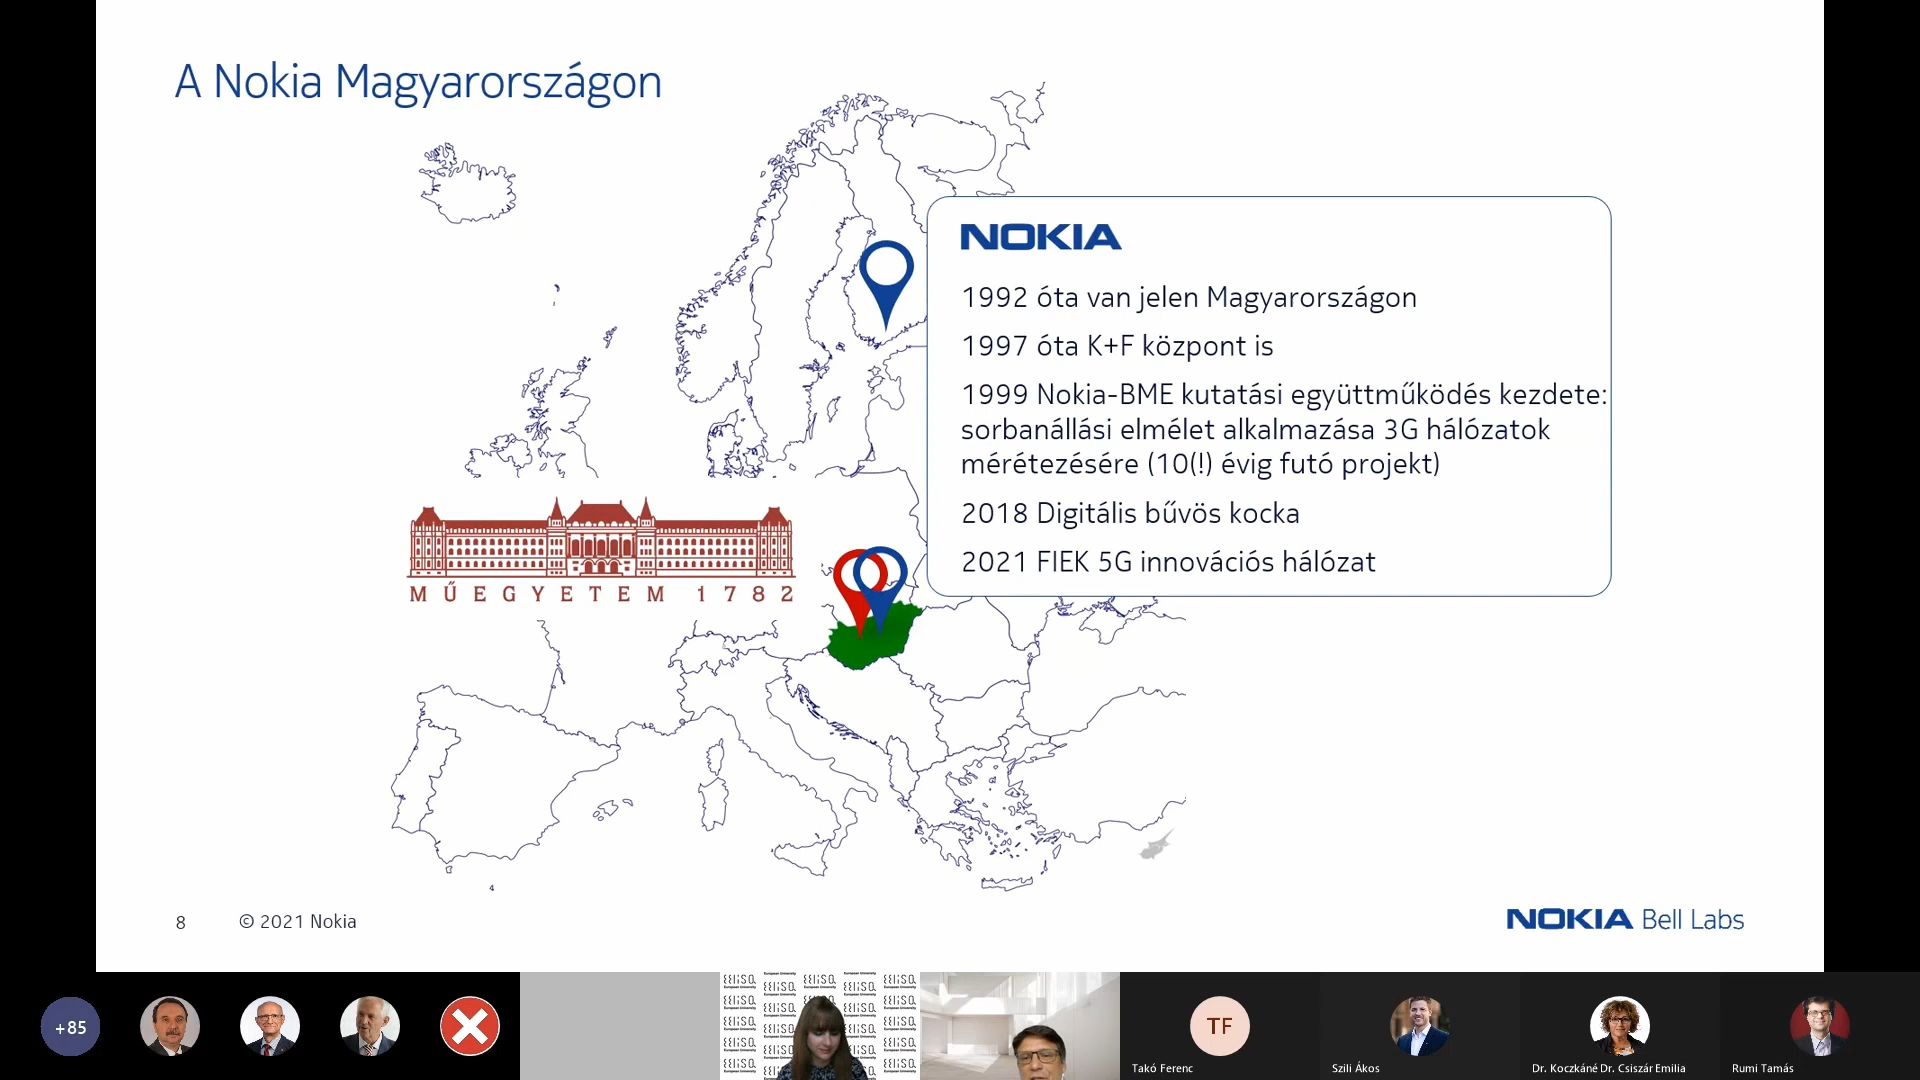 A Nokia Magyarországon
NOKIA
1992 óta van jelen Magyarországon
1997 óta K+F központ is
1999 Nokia-BME kutatási együttműködés kezdete:
sorbanállási elmélet alkalmazása 3G hálózatok
mérétezésére (10(!) évig futó projekt)
2018 Digitális bűvös kocka
2021 FIEK 5G innovációs hálózat
MŰEGYETEM 1782
8
© 2021 Nokia
NOKIA Bell Labs
+85
TF
Takó Ferenc
Szili Ákos
Dr. Koczkáné Dr. Csiszár Emilia
Rumi Tamás